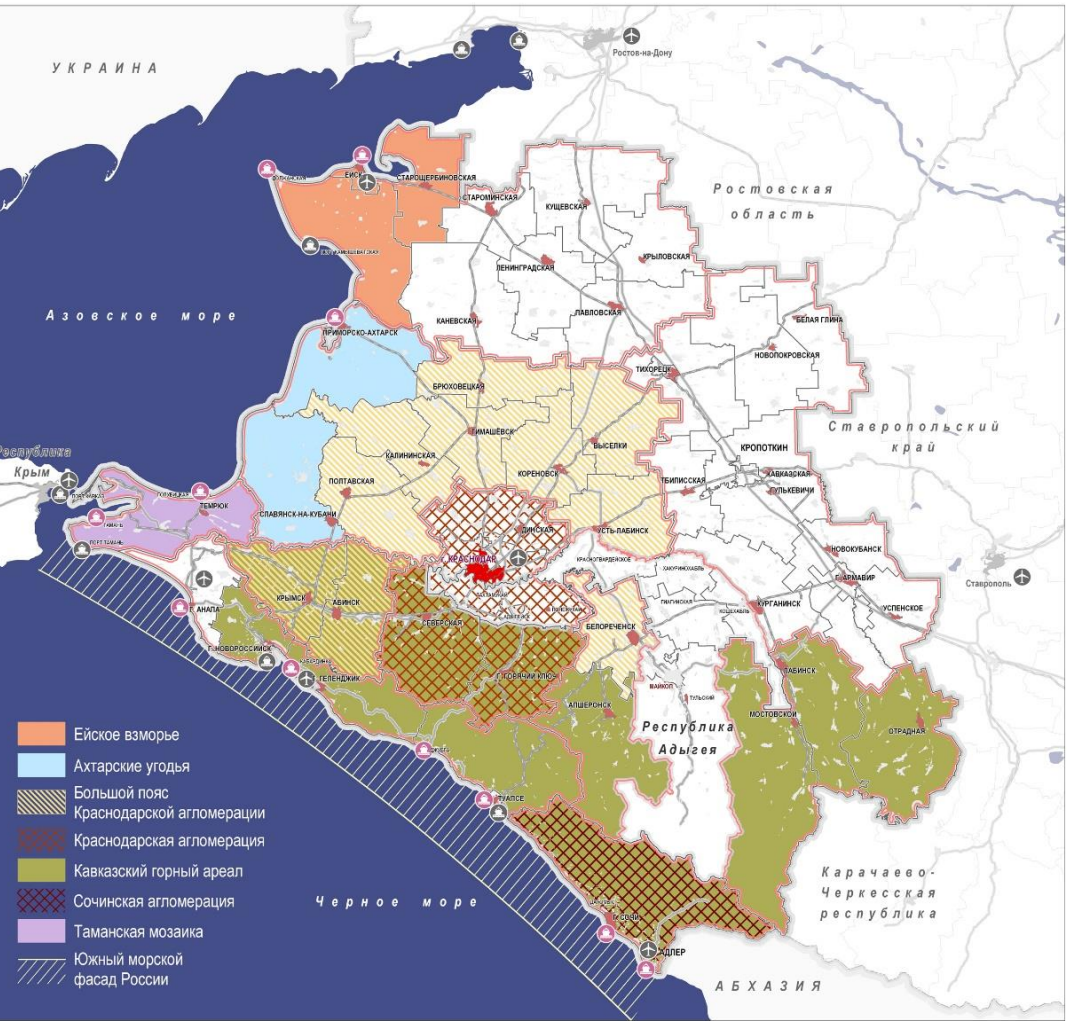 УКРАИНА
Ростов-на-Дону
Ростовская
область
ЕЙСК
СТАРОЩЕРБИНОВСКАЯ
СТАРОМИНСКАЯ
КУЩЕВСКАЯ
КРЫЛОВСКАЯ
ЛЕНИНГРАДСКАЯ
ПАВЛОВСКАЯ
КАНЕВСКАЯ
БЕЛАЯ ГЛИНА
НОВОПОКРОВСКАЯ
Азовское море
ПРИМОРСКО-АХТАРСК
ТИХОРЕЦК
БРЮХОВЕЦКАЯ
ТИМАШЁВСК
ВЫСЕЛКИ
Ставропольский
край
КАЛИНИНСКАЯ
КОРЕНОВСК
КРОПОТКИН
КАВКАЗСКАЯ
ГУЛЬКЕВИЧИ
ТБИЛИССКАЯ
Республика
Крым
ПОЛТАВСКАЯ
ТЕМРЮК
СЛАВЯНСК-НА-КУБАНИ
ДИНСКАЯ
УСТЬ-ЛАБИНСК
КРАСНОДАР
КРАСНОГВАРДЕЙСКОЕ
НОВОКУБАНСК
Г. АРМАВИР
Ставрополь
УСПЕНСКОЕ
КУРГАНИНСК
КРЫМСК
АБИНСК
СЕВЕРСКАЯ
БЕЛОРЕЧЕНСК
Г. АНАПА
Г. НОВОРОССИЙСК
ГЕЛЕНДЖИК
Г. ГОРЯЧИЙ КЛЮЧ
АПШЕРОНСК
МАЙКОП
ТУЛЬСКИЙ
ЛАБИНСК
МОСТОВСКОЙ
ОТРАДНАЯ
Республика
Адыгея
ТУАПСЕ
Карачаево-
Черкесская
республика
Черное море
Г. СОЧИ
АДЛЕР
АБХАЗИЯ
Ейское взморье
Ахтарские угодья
Большой пояс
Краснодарской агломерации
Краснодарская агломерация
Кавказский горный ареал
Сочинская агломерация
Таманская мозаика
Южный морской
фасад России